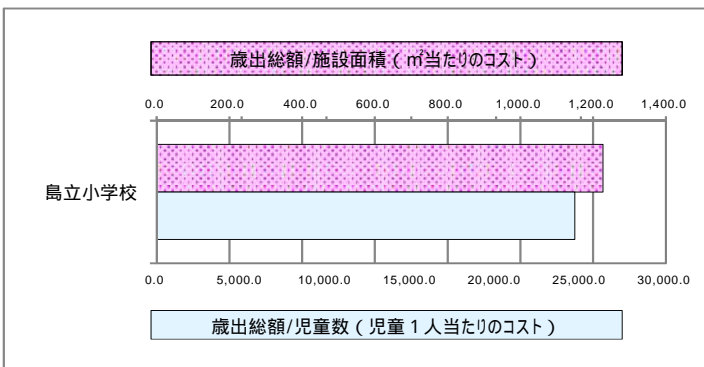 歳出総額/施設面積（㎡当たりのコスト）
0.0 200.0 400.0 600.0 800.0 1,000.0 1,200.0 1,400.0
島立小学校
0.0 5,000.0 10,000.0 15,000.0 20,000.0 25,000.0 30,000.0
歳出総額/児童数（児童１人当たりのコスト）